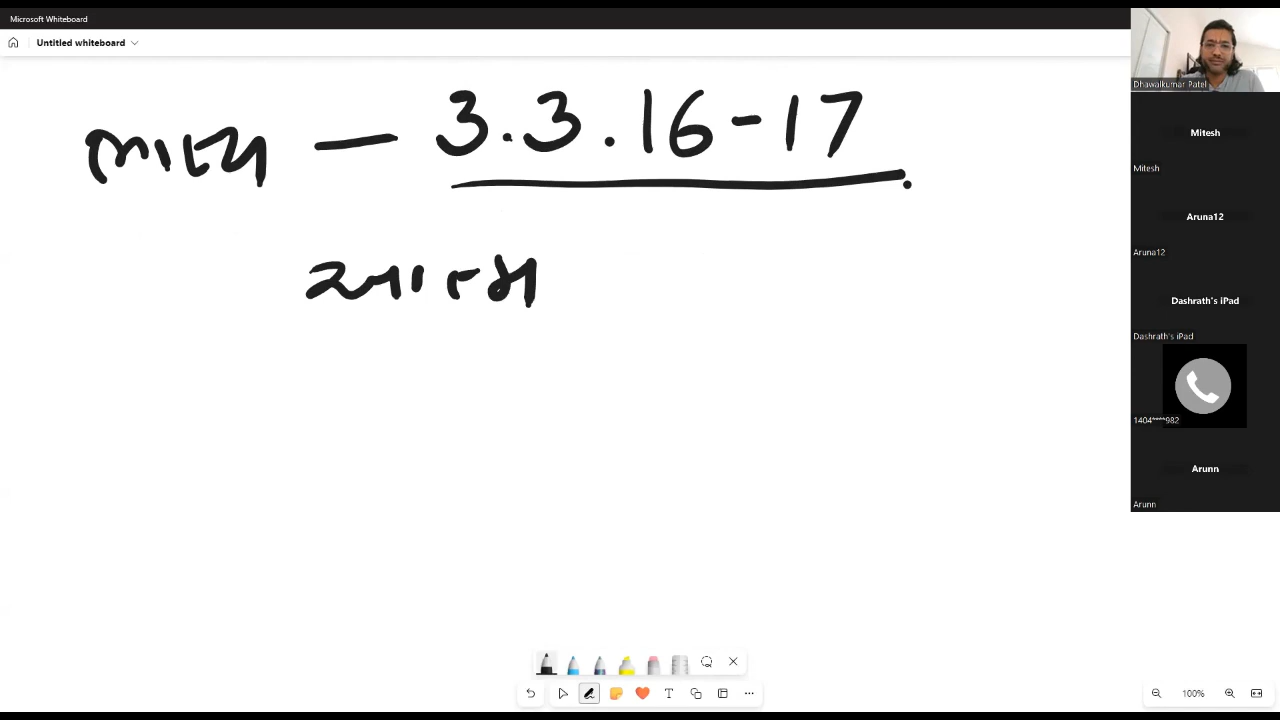 Microsoft Whiteboard
Untitled whiteboard
— 3.3.16-17
Dhawalkumar Patel
Mitesh
Mitesh
Aruna12
Aruna12
Dashrath's iPad
Dashrath's iPad
1404****982
Arunn
Arunn
100%